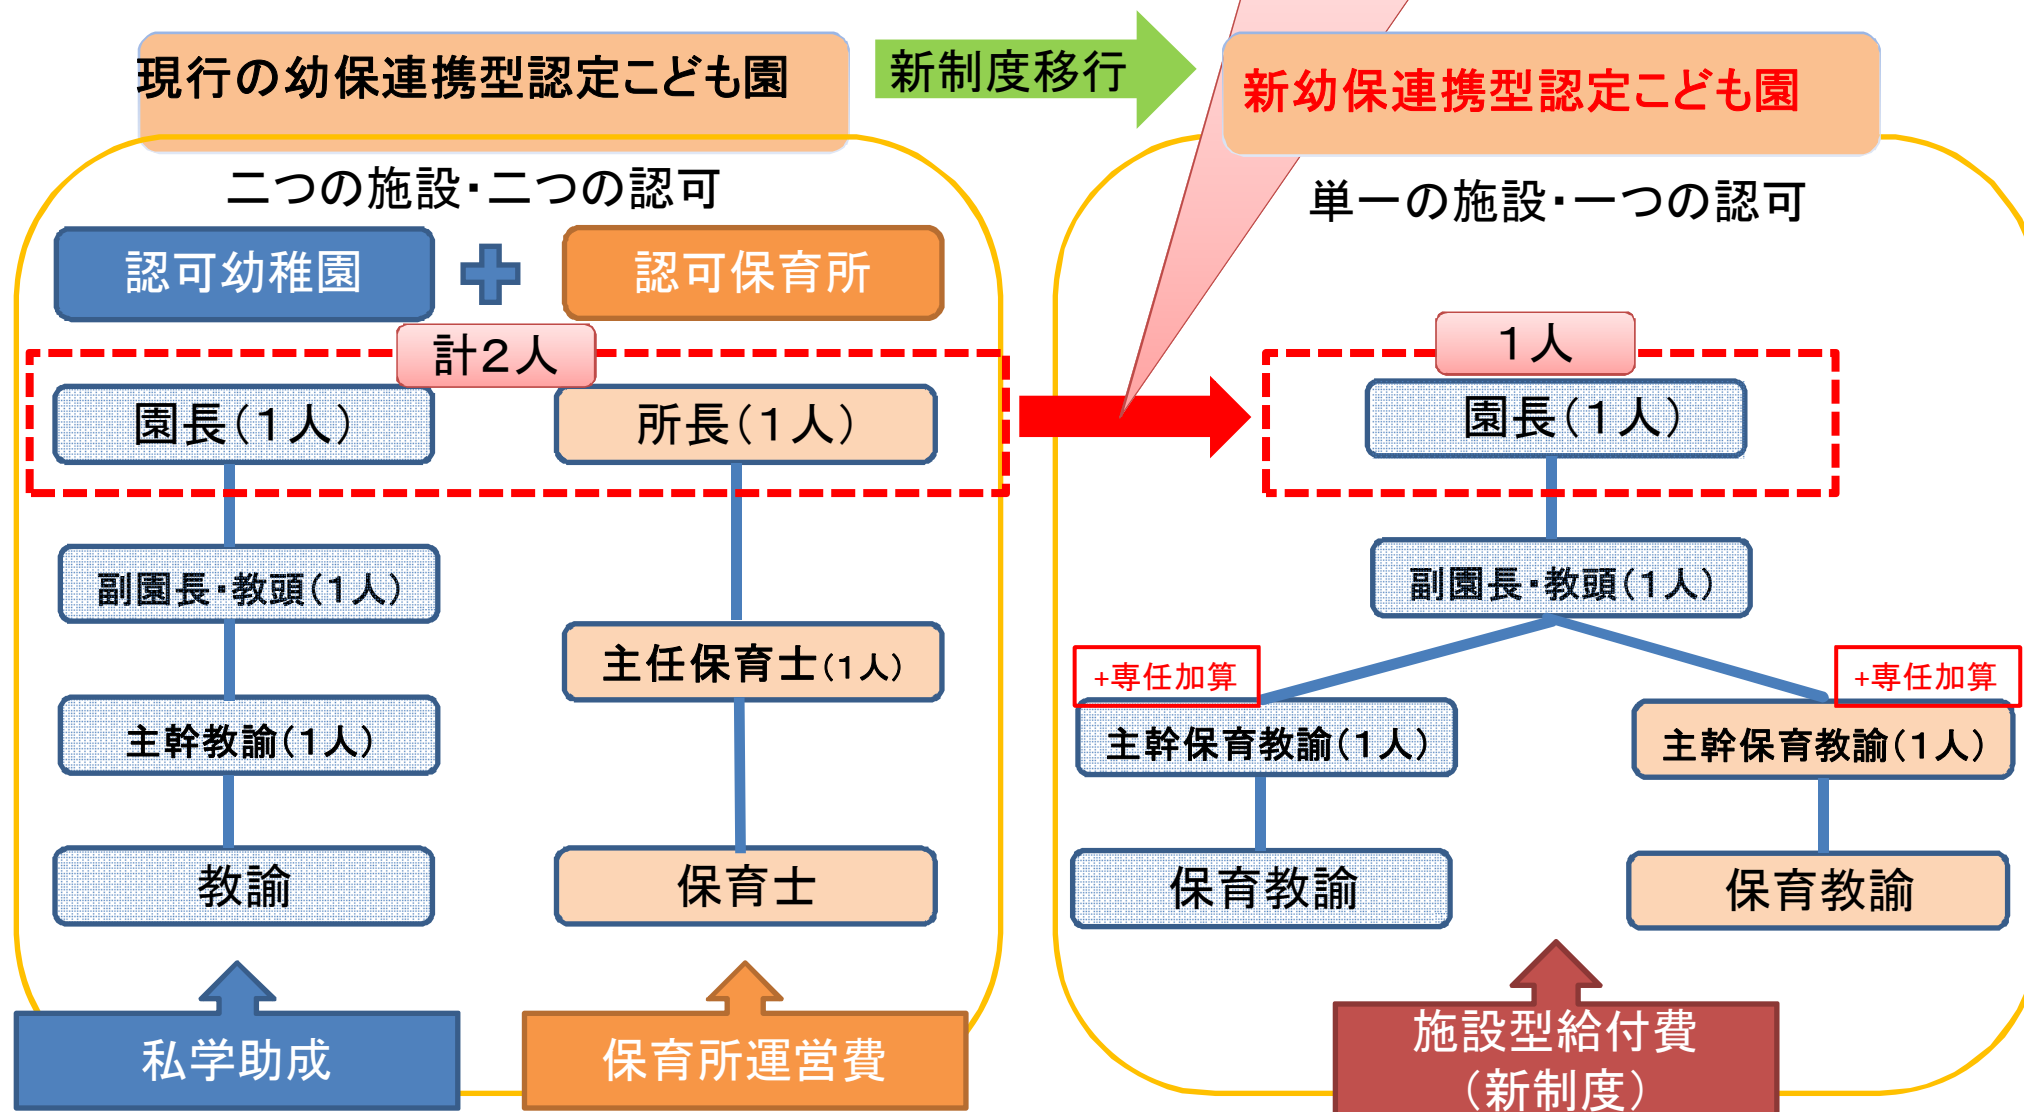 現行の幼保連携型認定こども園
新制度移行
新幼保連携型認定こども園
二つの施設・二つの認可
単一の施設・一つの認可
認可幼稚園
認可保育所
計2人
1人
園長(1人)
所長(1人)
園長(1人)
副園長・教頭(1人)
副園長・教頭(1人)
主任保育士(1人)
+専任加算
+専任加算
主幹教諭(1人)
主幹保育教諭(1人)
主幹保育教諭(1人)
教諭
保育士
保育教諭
保育教諭
私学助成
保育所運営費
施設型給付費
(新制度)